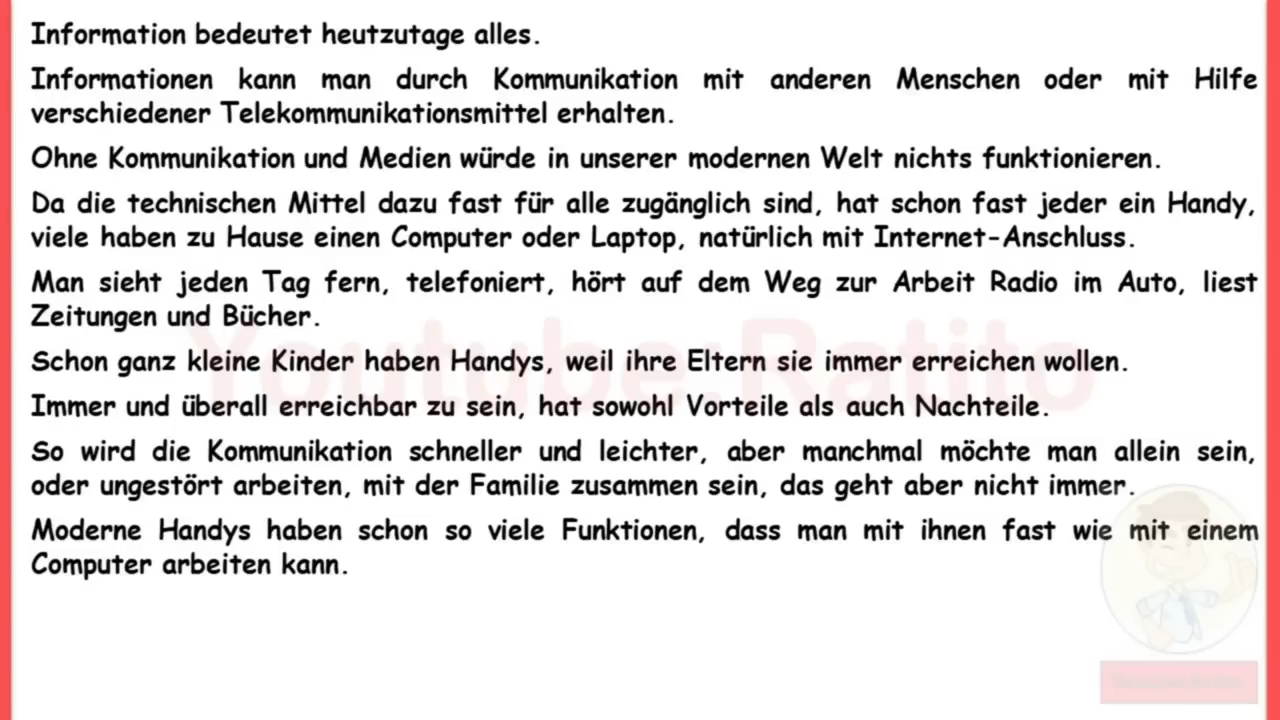 Information bedeutet heutzutage alles.
Informationen kann man durch Kommunikation mit anderen Menschen oder mit Hilfe
verschiedener Telekommunikationsmittel erhalten.
Ohne Kommunikation und Medien würde in unserer modernen Welt nichts funktionieren.
Da die technischen Mittel dazu fast für alle zugänglich sind, hat schon fast jeder ein Handy,
viele haben zu Hause einen Computer oder Laptop, natürlich mit Internet-Anschluss.
Man sieht jeden Tag fern, telefoniert, hört auf dem Weg zur Arbeit Radio im Auto, liest
Zeitungen und Bücher.
Youtube:Ratito
Schon ganz kleine Kinder haben Handys, weil ihre Eltern sie immer erreichen wollen.
Immer und überall erreichbar zu sein, hat sowohl Vorteile als auch Nachteile.
So wird die Kommunikation schneller und leichter, aber manchmal möchte man allein sein,
oder ungestört arbeiten, mit der Familie zusammen sein, das geht aber nicht immer.
Moderne Handys haben schon so viele Funktionen, dass man mit ihnen fast wie mit einem
Computer arbeiten kann.